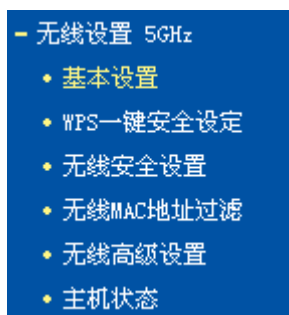 - 无线设置 5GHz
• 基本设置
• WPS一键安全设定
• 无线安全设置
• 无线MAC地址过滤
• 无线高级设置
• 主机状态